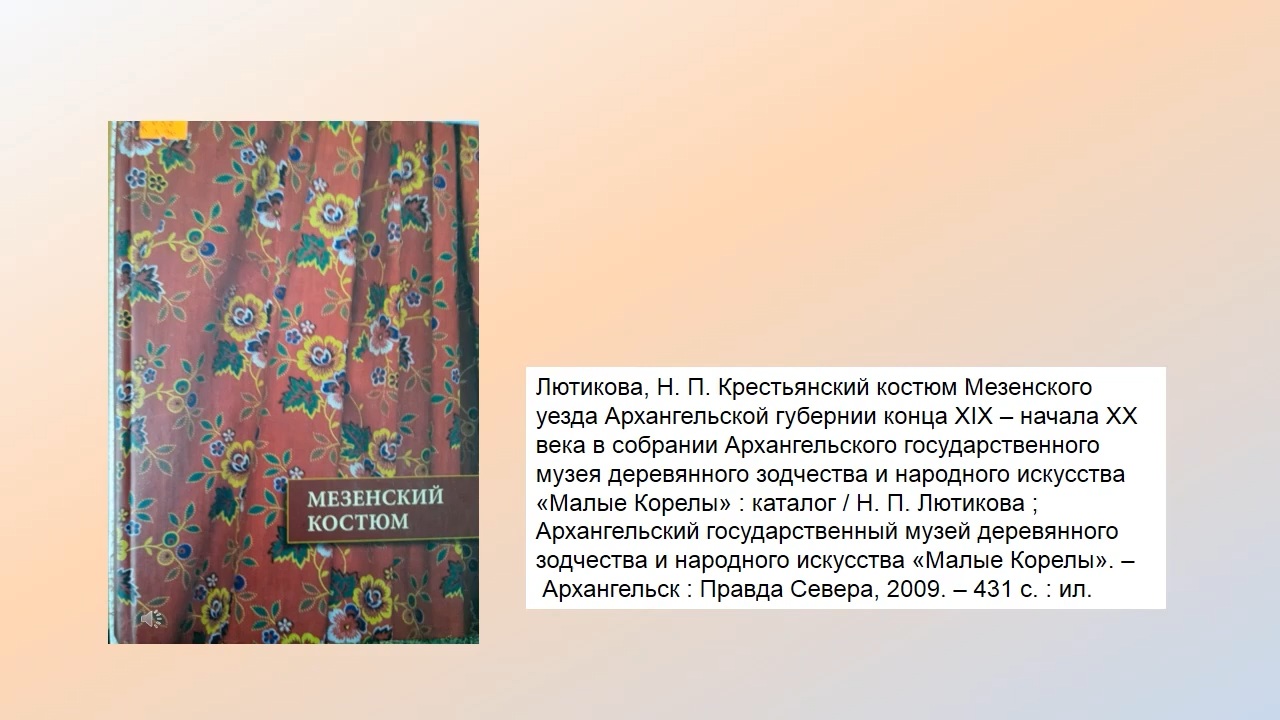 МЕЗЕНСКИЙ
КОСТЮМ
Лютикова, Н. П. Крестьянский костюм Мезенского
уезда Архангельской губернии конца XIX – начала XX
века в собрании Архангельского государственного
музея деревянного зодчества и народного искусства
«Малые Корелы» : каталог / Н. П. Лютикова ;
Архангельский государственный музей деревянного
зодчества и народного искусства «Малые Корелы». –
Архангельск : Правда Севера, 2009. – 431 с. : ил.